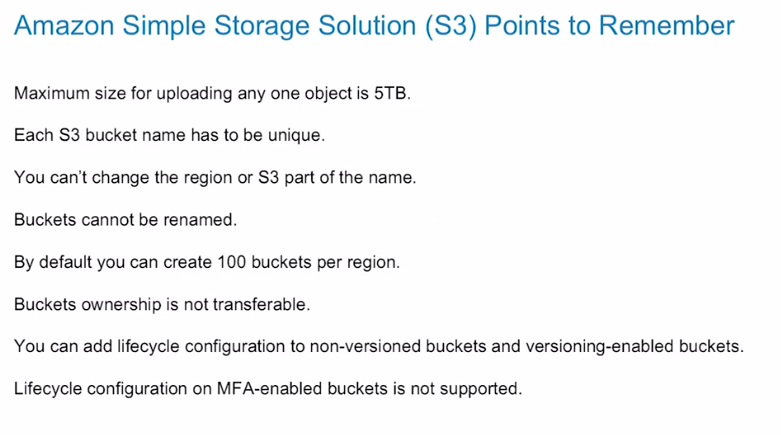 Amazon Simple Storage Solution (S3) Points to Remember
Maximum size for uploading any one object is 5TB.
Each S3 bucket name has to be unique.
You can't change the region or S3 part of the name.
Buckets cannot be renamed.
By default you can create 100 buckets per region.
Buckets ownership is not transferable.
You can add lifecycle configuration to non-versioned buckets and versioning-enabled buckets.
Lifecycle configuration on MFA-enabled buckets is not supported.